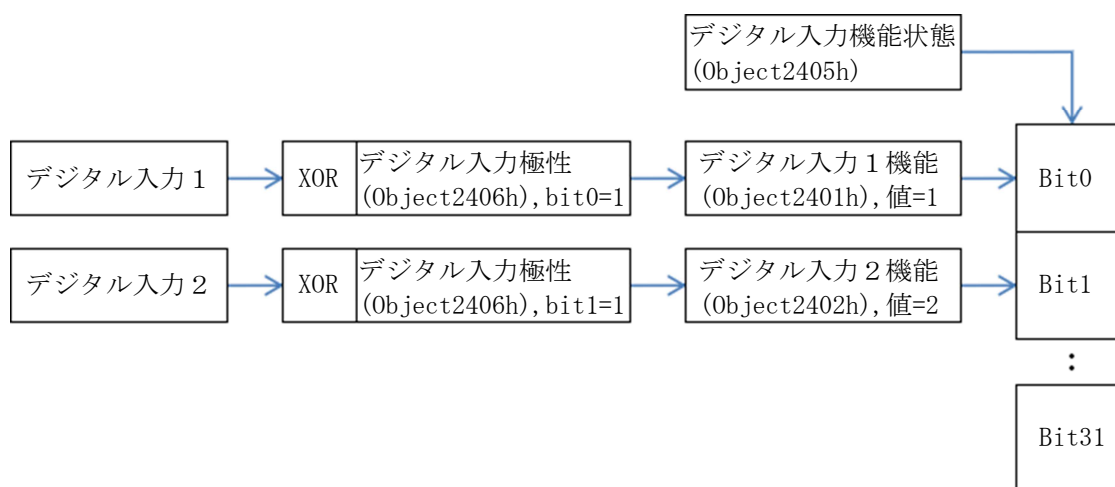 デジタル入力機能状態
(Object2405h)
デジタル入力１
XOR
デジタル入力極性
(Object2406h),bit0=1
デジタル入力１機能
(Object2401h),値=1
Bit0
デジタル入力２
XOR
デジタル入力極性
(Object2406h),bit1=1
デジタル入力２機能
(Object2402h),値=2
Bit1
:
Bit31